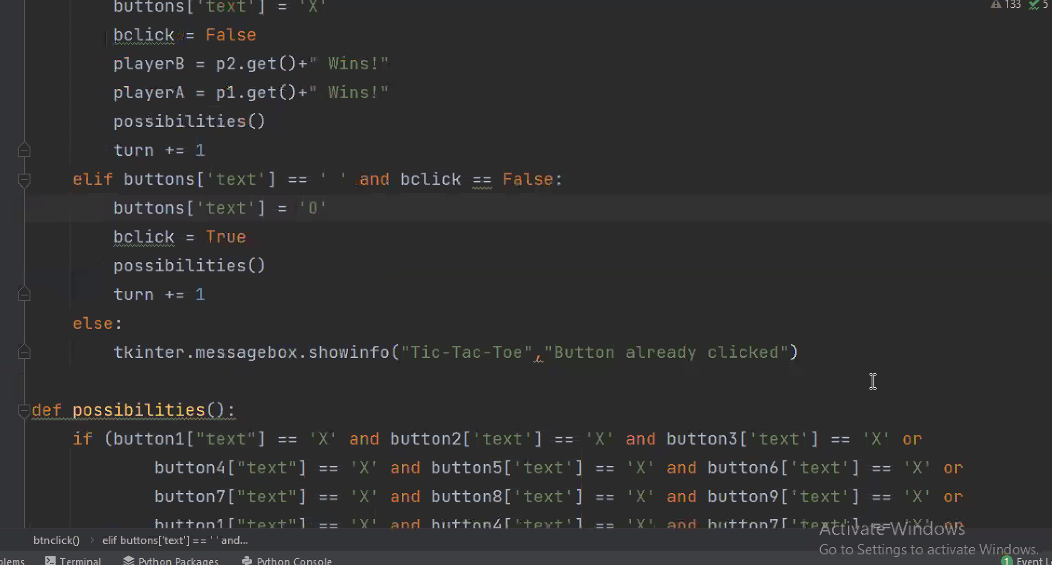 buttons['text'] = 'X'
133 5
bclick = False
playerB = p2.get()+" Wins!"
playerA = p1.get()+" Wins!"
possibilities()
turn += 1
elif buttons['text'] == ' ' and bclick == False:
buttons['text'] = 'O'
bclick = True
possibilities()
turn += 1
else:
tkinter.messagebox.showinfo("Tic-Tac-Toe","Button already clicked")
def possibilities():
if (button1["text"] == 'X' and button2['text'] == 'X' and button3['text'] == 'X' or
button4["text"] == 'X' and button5['text'] == 'X' and button6['text'] == 'X' or
button7["text"] == 'X' and button8['text'] == 'X' and button9['text'] == 'X' or
button1["text"] == 'X' and button4['text'] == 'X' and button7['text'] == 'X' or
Activate Windows
btnclick() › elif buttons['text'] == ' ' and...
Go to Settings to activate Windows.
Terminal Python Packages Python Console 1 Event